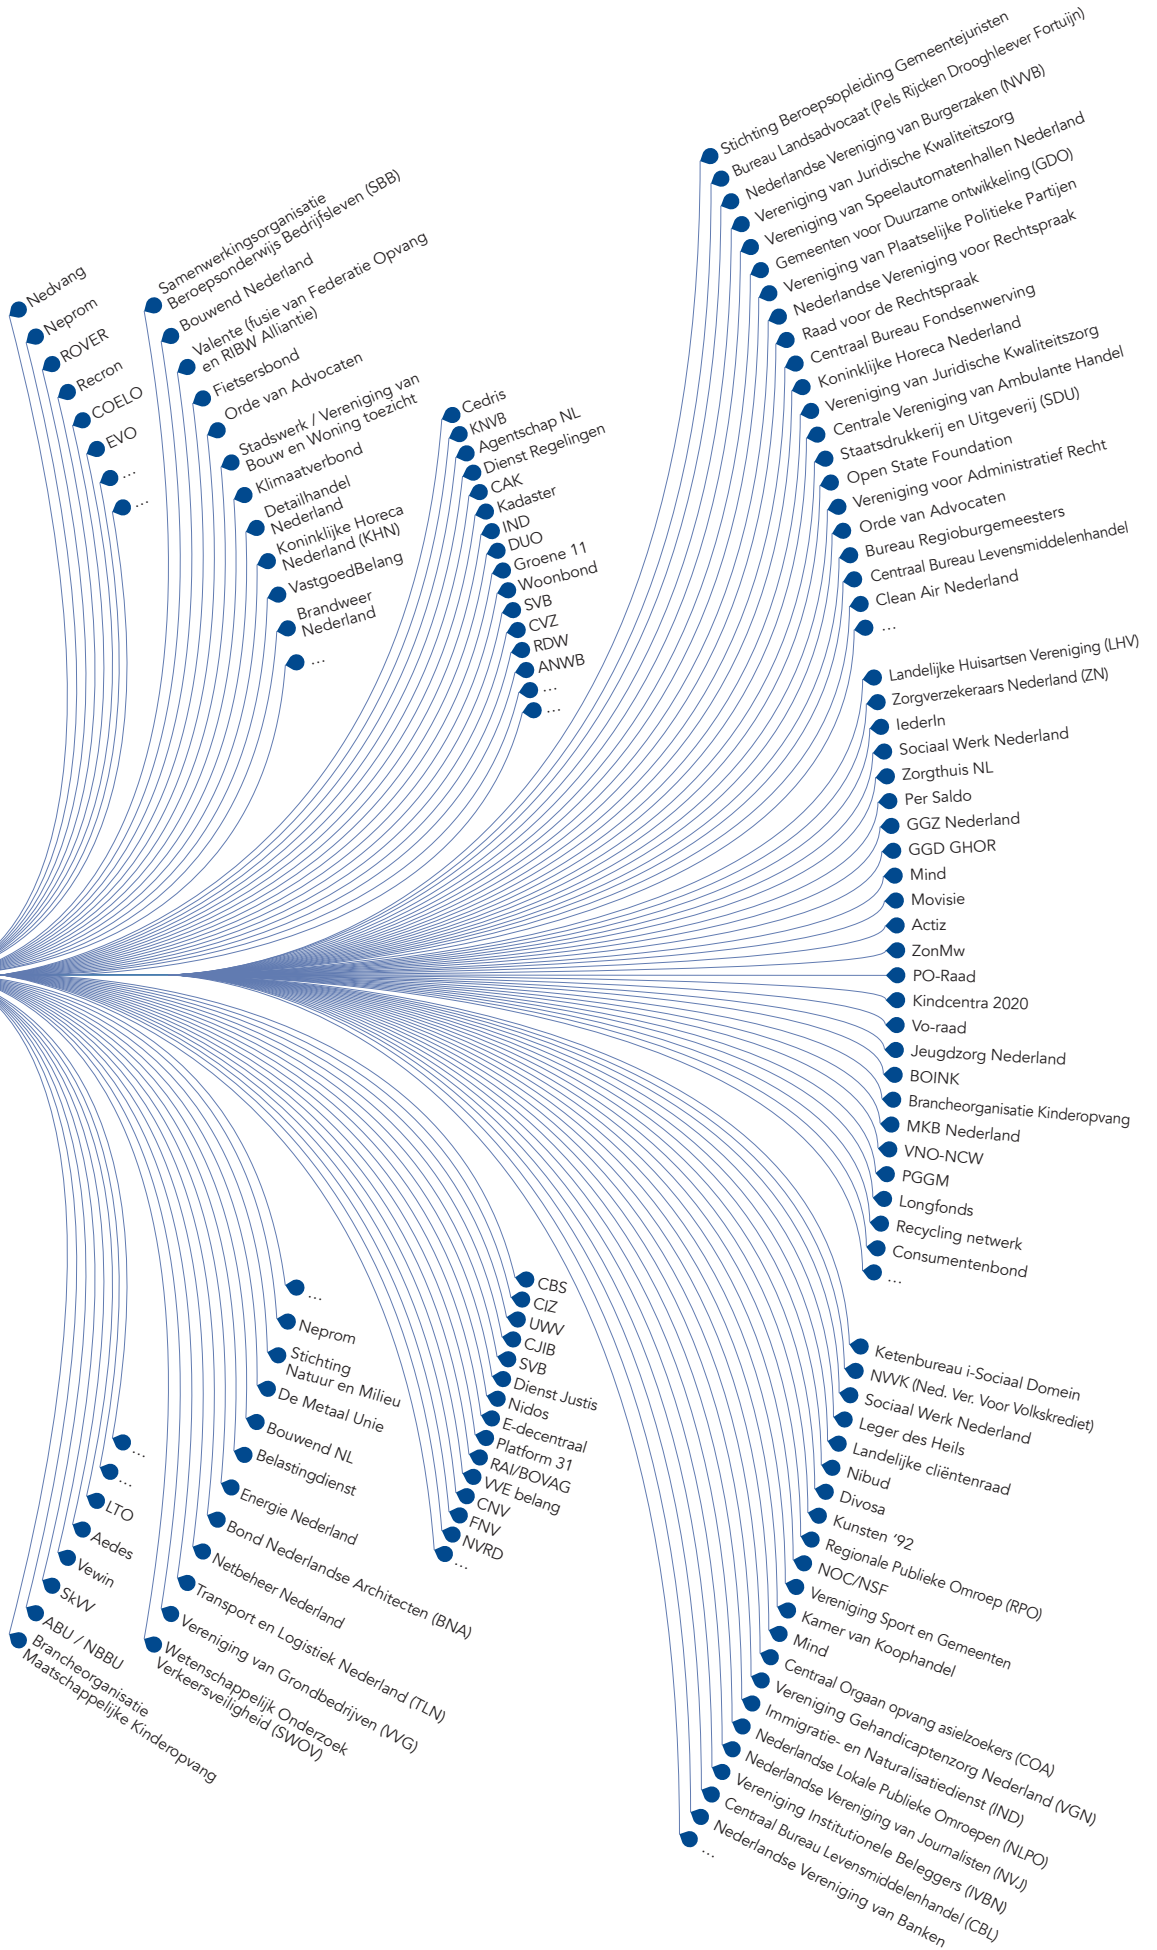 Nedvang
Neprom
ROVER
Recron
COELO
EVO
...
...
Samenwerkingsorganisatie
Beroepsonderwijs Bedrijfsleven (SBB)
Bouwend Nederland
Valente (fusie van Federatie Opvang
en RIBW Alliantie)
Fietsersbond
Orde van Advocaten
Stadswerk / Vereniging van
Bouw en Woning toezicht
Klimaatverbond
Detailhandel
Nederland
Koninklijke Horeca
Nederland (KHN)
VastgoedBelang
Brandweer
Nederland
...
Cedris
KNVB
Agentschap NL
Dienst Regelingen
CAK
Kadaster
IND
DUO
Groene 11
Woonbond
SVB
CVZ
RDW
ANWB
...
...
Stichting Beroepsopleiding Gemeentejuristen
Bureau Landsadvocaat (Pels Rijcken Drooghleever Fortuijn)
Nederlandse Vereniging van Burgerzaken (NVVB)
Vereniging van Juridische Kwaliteitszorg
Vereniging van Speelautomatenhallen Nederland
Gemeenten voor Duurzame ontwikkeling (GDO)
Vereniging van Plaatselijke Politieke Partijen
Nederlandse Vereniging voor Rechtspraak
Raad voor de Rechtspraak
Centraal Bureau Fondsenwerving
Koninklijke Horeca Nederland
Vereniging van Juridische Kwaliteitszorg
Centrale Vereniging van Ambulante Handel
Staatsdrukkerij en Uitgeverij (SDU)
Open State Foundation
Vereniging voor Administratief Recht
Orde van Advocaten
Bureau Regioburgemeesters
Centraal Bureau Levensmiddelenhandel
Clean Air Nederland
...
Landelijke Huisartsen Vereniging (LHV)
Zorgverzekeraars Nederland (ZN)
IederIn
Sociaal Werk Nederland
Zorgthuis NL
Per Saldo
GGZ Nederland
GGD GHOR
Mind
Movisie
Actiz
ZonMw
PO-Raad
Kindcentra 2020
Vo-raad
Jeugdzorg Nederland
BOINK
Brancheorganisatie Kinderopvang
MKB Nederland
VNO-NCW
PGGM
Longfonds
Recycling netwerk
Consumentenbond
...
...
...
LTO
Aedes
Vewin
SkVV
ABU / NBBU
Brancheorganisatie
Maatschappelijke Kinderopvang
...
Neprom
Stichting
Natuur en Milieu
De Metaal Unie
Bouwend NL
Belastingdienst
Energie Nederland
Bond Nederlandse Architecten (BNA)
Netbeheer Nederland
Transport en Logistiek Nederland (TLN)
Vereniging van Grondbedrijven (VVG)
Wetenschappelijk Onderzoek
Verkeersveiligheid (SWOV)
CBS
CIZ
UWV
CJIB
SVB
Dienst Justis
Nidos
E-decentraal
Platform 31
RAI/BOVAG
VVE belang
CNV
FNV
NVRD
...
Ketenbureau i-Sociaal Domein
NVVK (Ned. Ver. Voor Volkskrediet)
Sociaal Werk Nederland
Leger des Heils
Landelijke cliëntenraad
Nibud
Divosa
Kunsten ‘92
Regionale Publieke Omroep (RPO)
NOC/NSF
Vereniging Sport en Gemeenten
Kamer van Koophandel
Mind
Centraal Orgaan opvang asielzoekers (COA)
Vereniging Gehandicaptenzorg Nederland (VGN)
Immigratie- en Naturalisatiedienst (IND)
Nederlandse Lokale Publieke Omroepen (NLPO)
Nederlandse Vereniging van Journalisten (NVJ)
Vereniging Institutionele Beleggers (IVBN)
Centraal Bureau Levensmiddelenhandel (CBL)
Nederlandse Vereniging van Banken
...